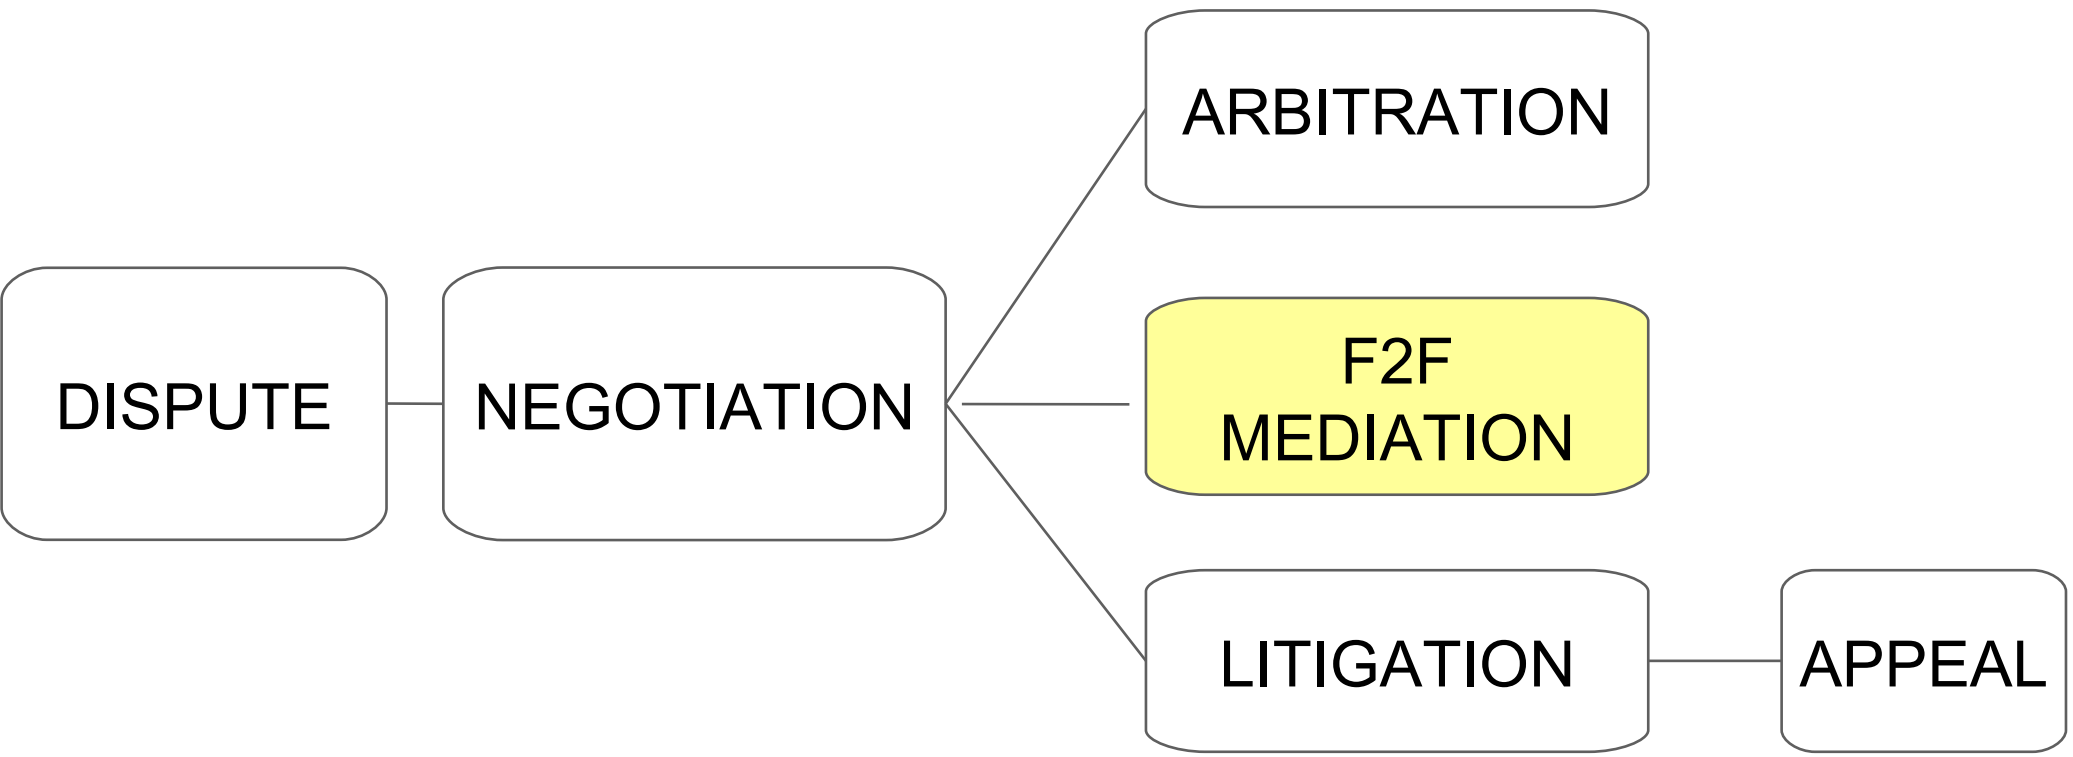 DISPUTE
NEGOTIATION
ARBITRATION
F2F
MEDIATION
LITIGATION
APPEAL